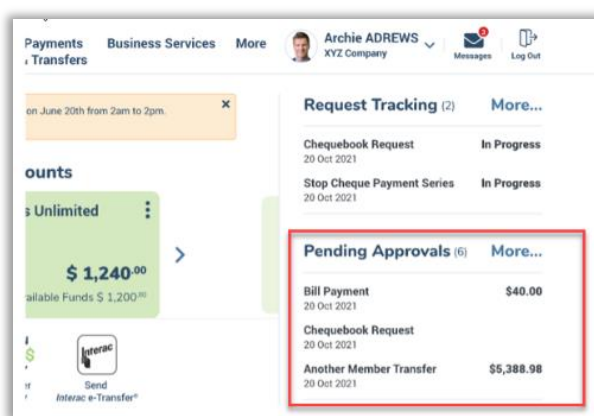 Payments
& Transfers
Business Services
More
Archie ADREWS
XYZ Company
3
Messages
Log Out
on June 20th from 2am to 2pm.
×
ounts
s Unlimited
$ 1,240.00
ailable Funds $ 1,200.00
Interac
Send
Interac e-Transfer®
Request Tracking (2)
More...
Chequebook Request
In Progress
20 Oct 2021
Stop Cheque Payment Series
In Progress
20 Oct 2021
Pending Approvals (6)
More...
Bill Payment
$40.00
20 Oct 2021
Chequebook Request
20 Oct 2021
Another Member Transfer
$5,388.98
20 Oct 2021